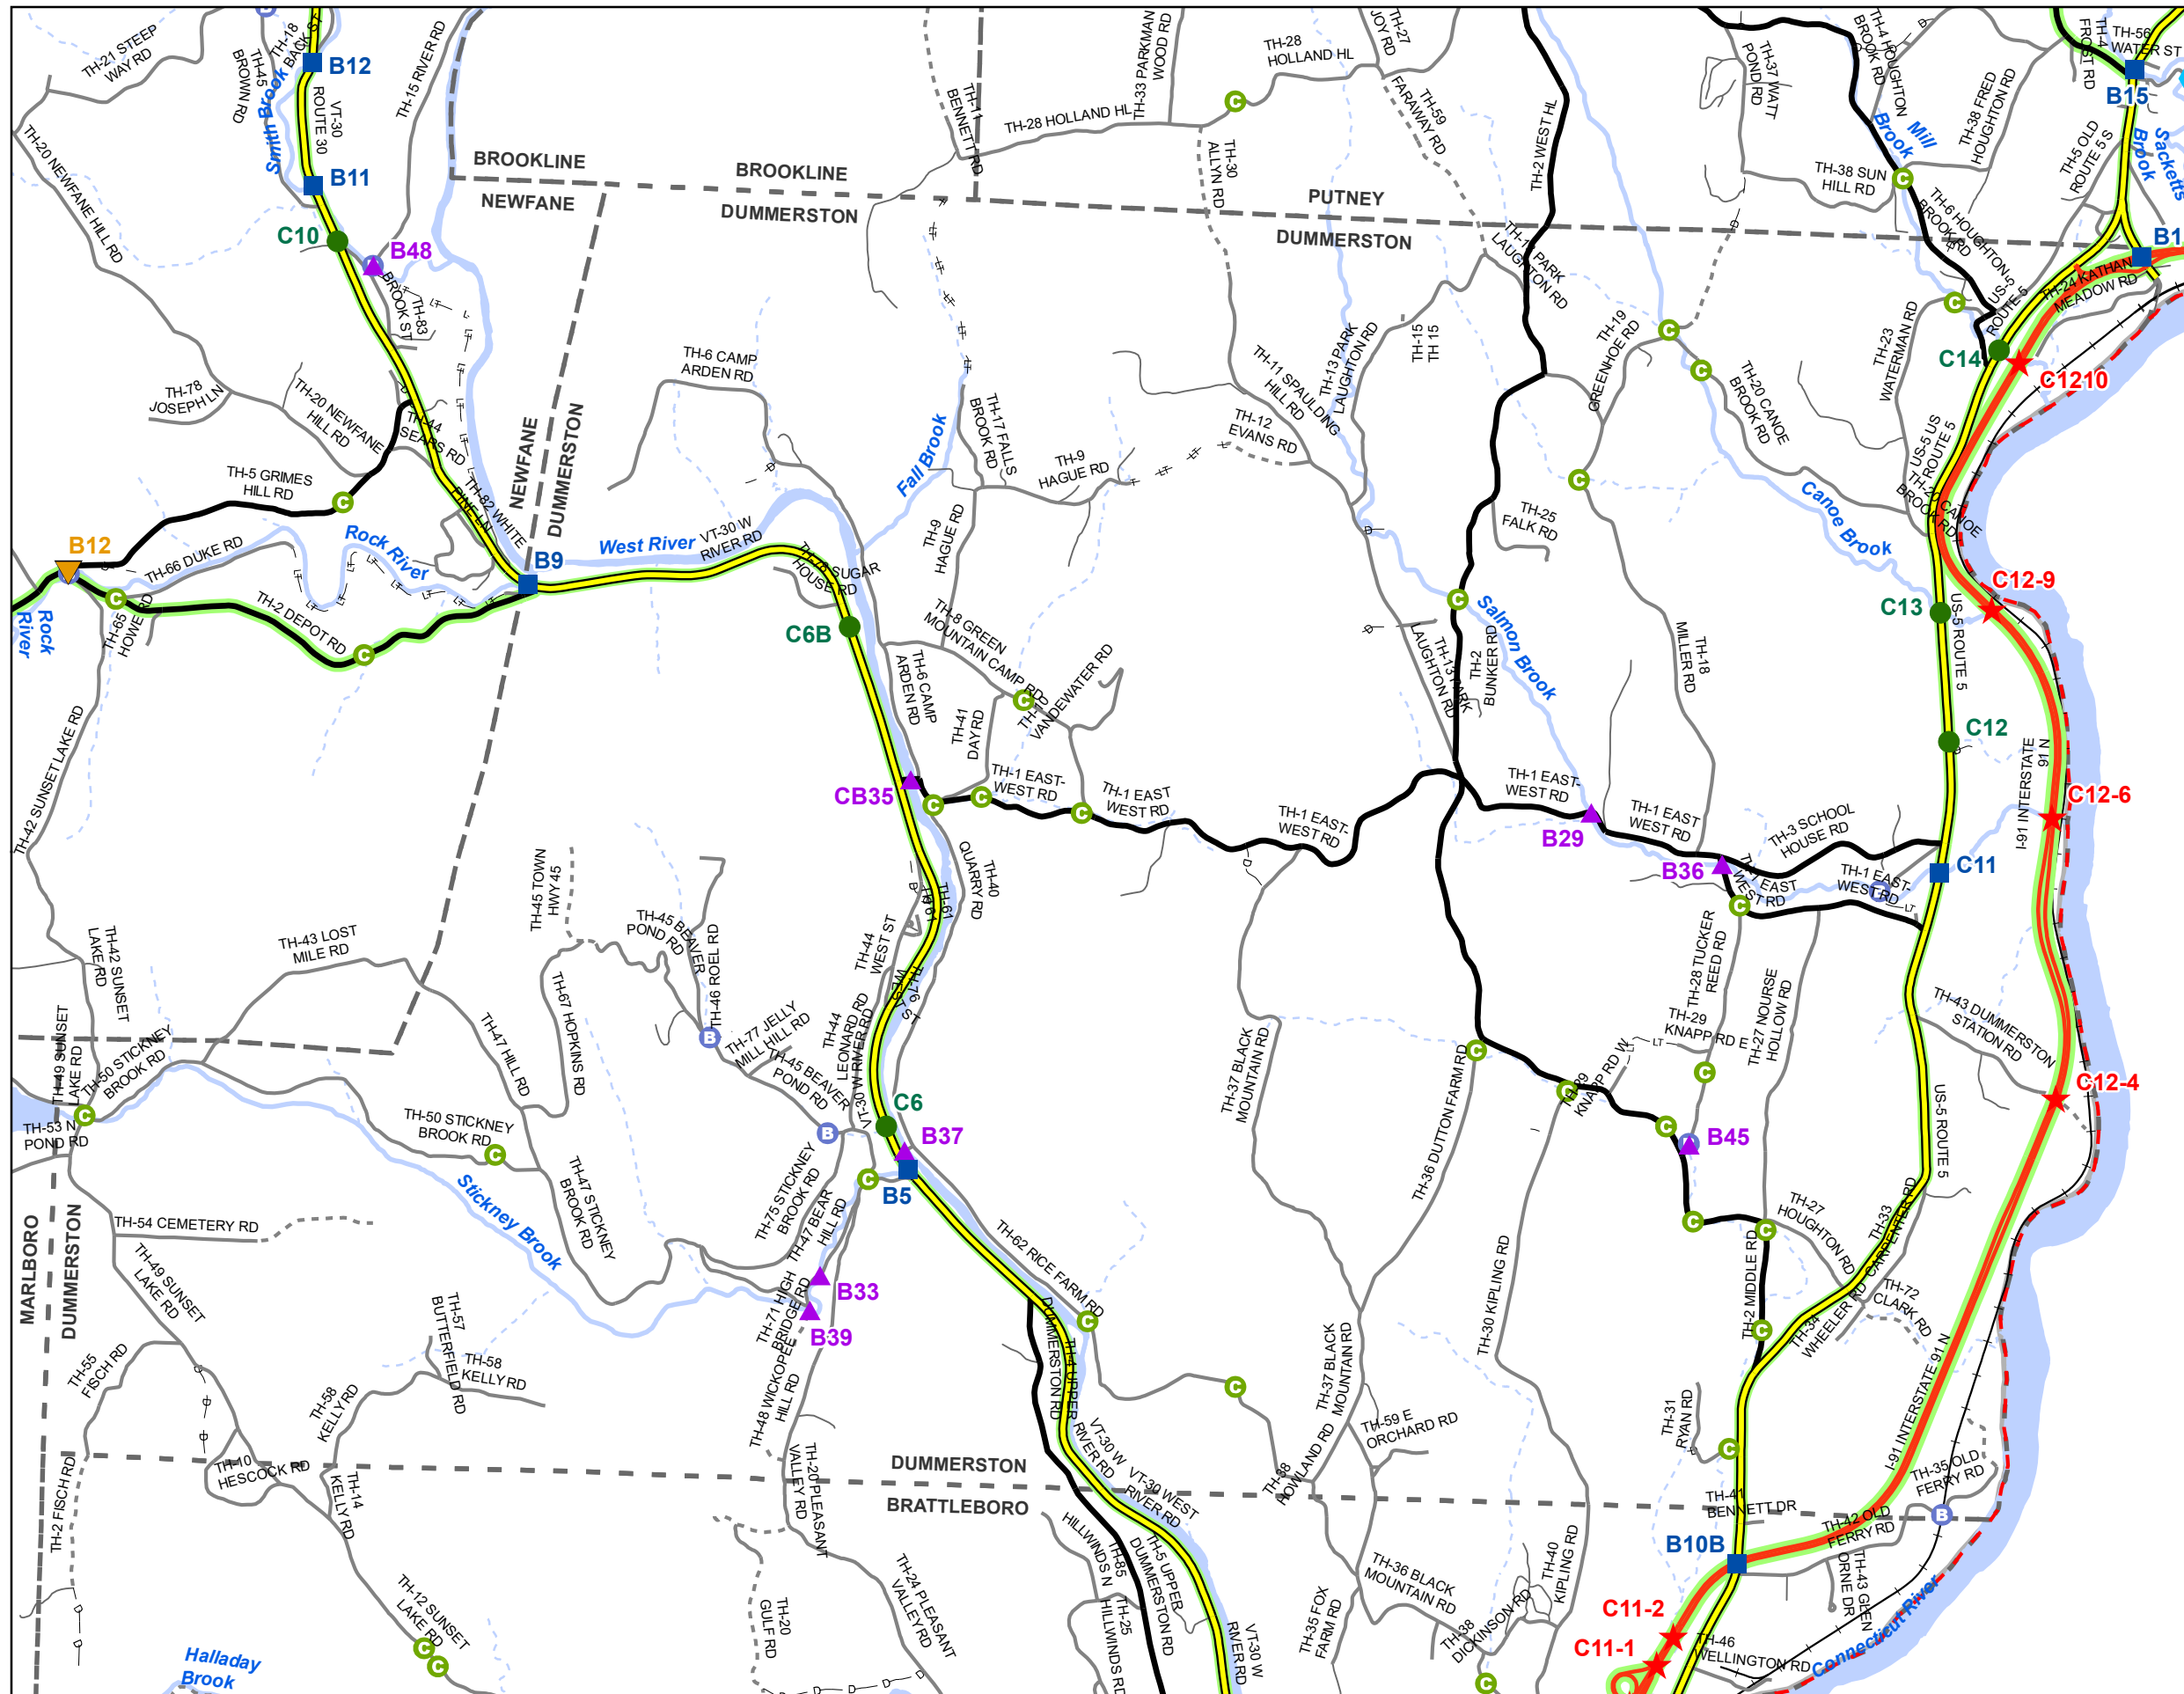 TH-21 STEEP
WAY RD
TH-45
BROWN RD
TH-18
BACK ST
Smith Brook
B12
VT-30
ROUTE 30
TH-15 RIVER RD
B11
C10
B48
TH-83
BROOK ST
TH-20 NEWFANE HILL RD
BROOKLINE
NEWFANE
BROOKLINE
DUMMERSTON
TH-11
BENNETT RD
TH-28 HOLLAND HL
TH-33 PARKMAN
WOOD RD
TH-28
HOLLAND HL
TH-27
JOY RD
TH-59
FARAWAY RD
TH-30
ALLYN RD
PUTNEY
DUMMERSTON
TH-2 WEST HL
TH-37 WATT
POND RD
TH-4 HOUGHTON
BROOK RD
Mill
Brook
TH-38 FRED
HOUGHTON RD
TH-38 SUN
HILL RD
TH-6 HOUGHTON
BROOK RD
TH-4
FROST RD
TH-56
WATER ST
B15
Sacketts
Brook
TH-5 OLD
ROUTE 5 S
B1
TH-24 KATHAN
MEADOW RD
US-5
ROUTE 5
C14
C1210
TH-23
WATERMAN RD
TH-13 PARK
LAUGHTON RD
TH-19
GREENHOE RD
TH-15
TH 15
TH-13 PARK
LAUGHTON RD
TH-11 SPAULDING
HILL RD
TH-12
EVANS RD
TH-20 CANOE
BROOK RD
US-5 US
ROUTE 5
TH-20 CANOE
BROOK RD
Canoe Brook
TH-25
FALK RD
TH-78
JOSEPH LN
TH-20 NEWFANE
HILL RD
TH-44
SEARS RD
TH-5 GRIMES
HILL RD
TH-82 WHITE
PINE LN
NEWFANE
DUMMERSTON
TH-6 CAMP
ARDEN RD
Fall Brook
TH-17 FALLS
BROOK RD
TH-9
HAGUE RD
TH-9
HAGUE RD
B12
TH-66 DUKE RD
Rock River
Rock
River
TH-65
HOWE RD
TH-2 DEPOT RD
B9
West River
VT-30 W
RIVER RD
TH-78 SUGAR
HOUSE RD
C6B
TH-8 GREEN
MOUNTAIN CAMP RD
TH-6 CAMP
ARDEN RD
TH-41
DAY RD
TH-10
VANDEWATER RD
CB35
TH-1 EAST-
WEST RD
TH-1 EAST
WEST RD
TH-1 EAST-
WEST RD
TH-1 EAST-
WEST RD
TH-13 PARK
LAUGHTON RD
TH-2
BUNKER RD
Salmon Brook
TH-18
MILLER RD
B29
TH-1 EAST
WEST RD
B36
TH-3 SCHOOL
HOUSE RD
TH-1 EAST
WEST RD
TH-1 EAST-
WEST RD
C13
C12-9
US-5 ROUTE 5
C12
I-91 INTERSTATE
91 N
C12-6
C11
TH-42 SUNSET LAKE RD
TH-42 SUNSET
LAKE RD
TH-43 LOST
MILE RD
TH-45 TOWN
HWY 45
TH-45 BEAVER
POND RD
TH-46 ROEL RD
TH-44
WEST ST
TH-61
TH-61
TH-40
QUARRY RD
TH-76
WEST ST
TH-67 HOPKINS RD
TH-47 HILL RD
TH-77 JELLY
MILL HILL RD
TH-45 BEAVER
POND RD
TH-44
LEONARD RD
VT-30 W RIVER RD
C6
B37
B5
TH-49 SUNSET
LAKE RD
TH-50 STICKNEY
BROOK RD
TH-53 N
POND RD
TH-50 STICKNEY
BROOK RD
Stickney Brook
TH-47 STICKNEY
BROOK RD
TH-75 STICKNEY
BROOK RD
TH-47 BEAR
HILL RD
TH-71 HIGH
BRIDGE RD
B33
B39
TH-48 WICKOPEE
HILL RD
TH-62 RICE FARM RD
TH-37 BLACK
MOUNTAIN RD
TH-36 DUTTON FARM RD
TH-29
KNAPP RD W
TH-29
KNAPP RD E
TH-28 TUCKER
REED RD
TH-27 NOURSE
HOLLOW RD
TH-43 DUMMERSTON
STATION RD
C12-4
B45
US-5 ROUTE 5
TH-27
HOUGHTON RD
TH-33
CARPENTER RD
TH-72
CLARK RD
TH-34
WHEELER RD
TH-2 MIDDLE RD
TH-30 KIPLING RD
MARLBORO
DUMMERSTON
TH-54 CEMETERY RD
TH-49 SUNSET
LAKE RD
TH-55
FISCH RD
TH-57
BUTTERFIELD RD
TH-58
KELLY RD
TH-58
KELLY RD
TH-10
HESCOCK RD
TH-14
KELLY RD
TH-2 FISCH RD
TH-12 SUNSET
LAKE RD
Halladay
Brook
TH-20 PLEASANT
VALLEY RD
TH-20
GULF RD
TH-24 PLEASANT
VALLEY RD
DUMMERSTON
BRATTLEBORO
TH-4 UPPER
DUMMERSTON RD
VT-30 W
RIVER RD
VT-30 WEST
RIVER RD
TH-5 UPPER
DUMMERSTON RD
TH-85
HILLWINDS N
TH-25
HILLWINDS RD
VT-30 W
RIVER RD
TH-37 BLACK
MOUNTAIN RD
TH-59 E
ORCHARD RD
TH-38
HOWLAND RD
TH-35 FOX
FARM RD
TH-36 BLACK
MOUNTAIN RD
TH-38
DICKINSON RD
TH-40
KIPLING RD
TH-31
RYAN RD
TH-41
BENNETT DR
I-91 INTERSTATE 91 N
TH-35 OLD
FERRY RD
TH-42 OLD
FERRY RD
TH-43 GLEN
ORNE DR
B10B
C11-2
C11-1
TH-46
WELLINGTON RD
Connecticut River